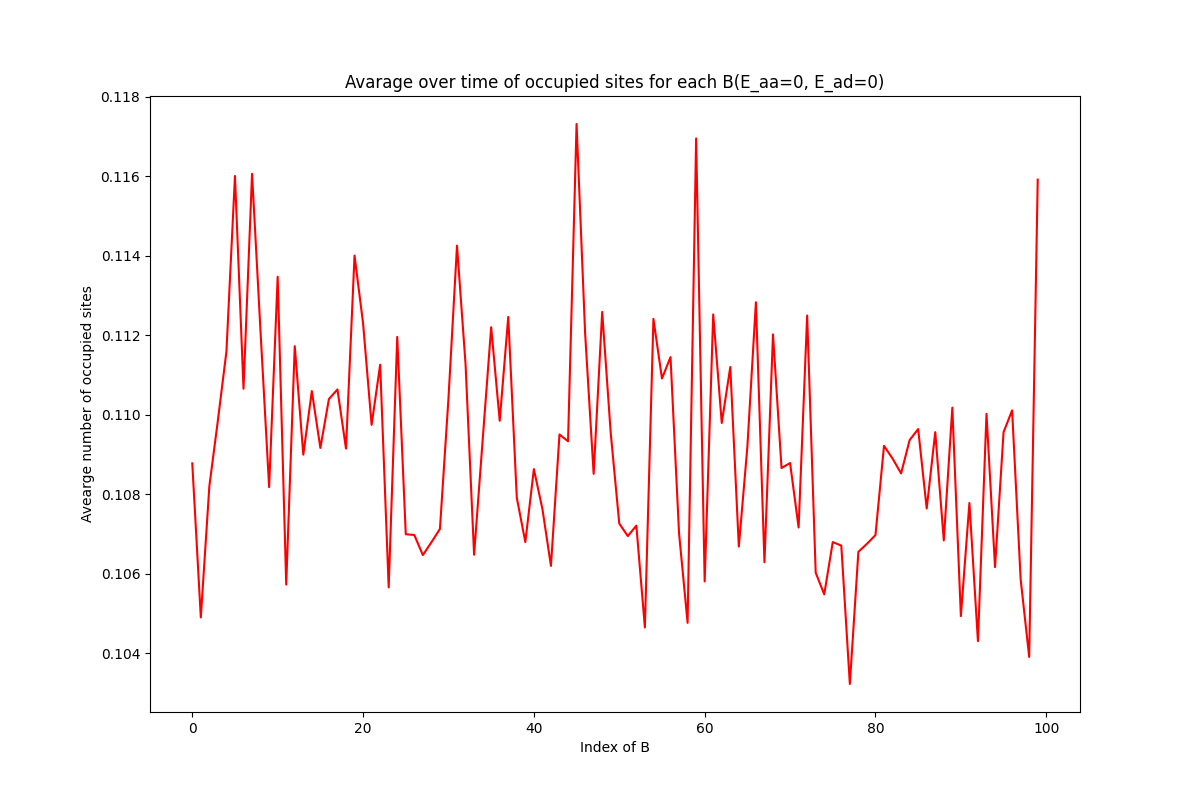 Avarage over time of occupied sites for each B(E_aa=0, E_ad=0)
0.118
0.116
0.114
0.112
0.110
0.108
0.106
0.104
Avearge number of occupied sites
0 20 40 60 80 100
Index of B